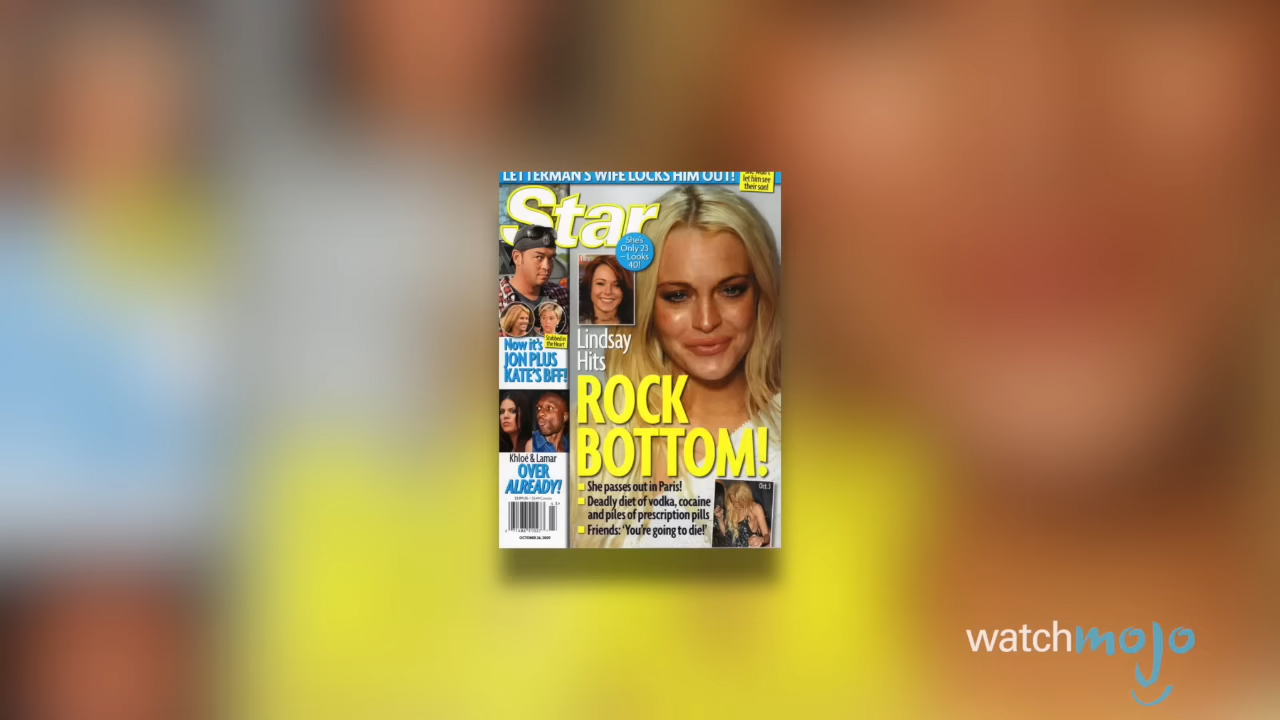 LETTERMAN'S WIFE LOCKS HIM OUT!
let him see
their son!
Star
She's
Only 23
– Looks
40!
Stabbed in
the Heart
Now it's
JON PLUS
KATE'S BFF!
Lindsay
Hits
ROCK
BOTTOM!
Khloé & Lamar
OVER
ALREADY!
She passes out in Paris!
Deadly diet of vodka, cocaine
and piles of prescription pills
Friends: 'You're going to die!'
Oct. 3
OCTOBER 26, 2009
watchmojo